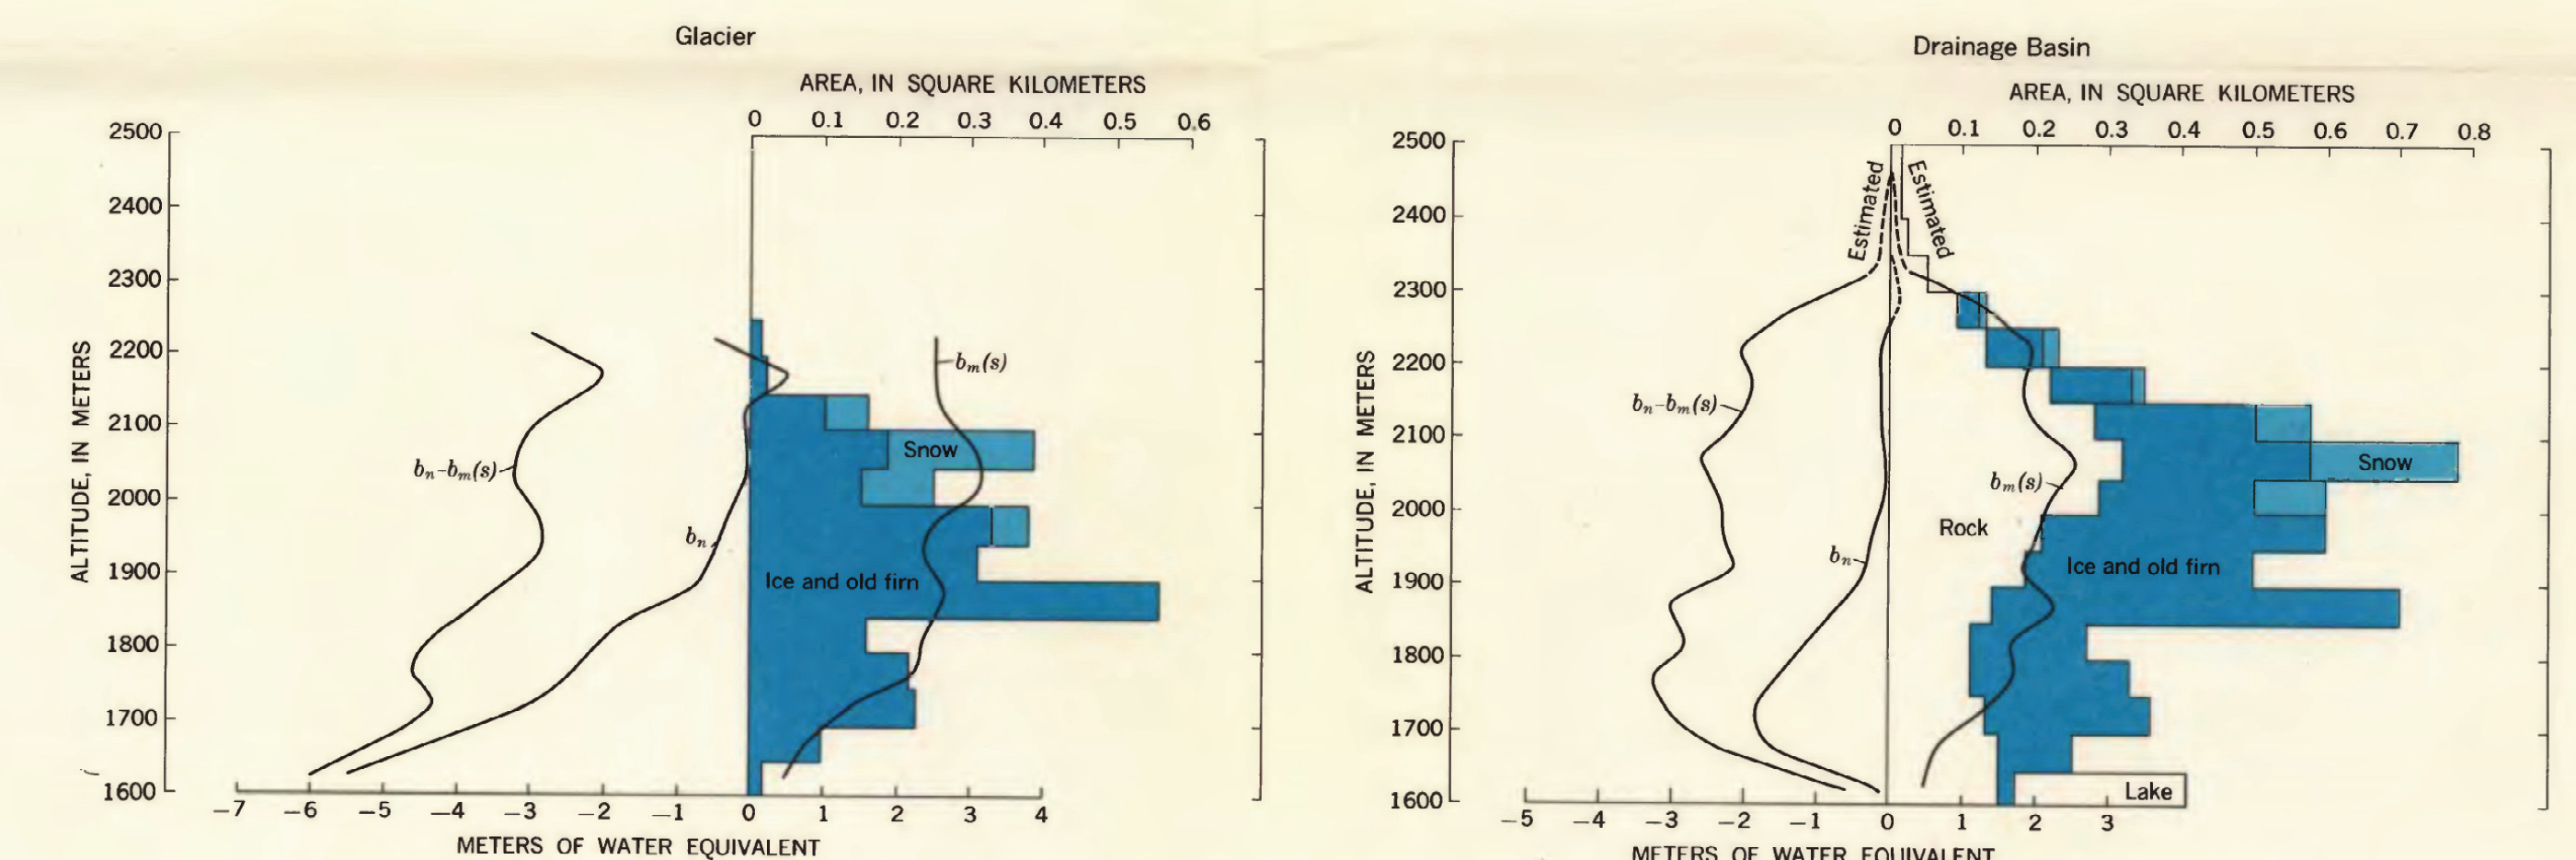 Glacier
AREA, IN SQUARE KILOMETERS
0 0.1 0.2 0.3 0.4 0.5 0.6
2500
2400
2300
2200
2100
2000
1900
1800
1700
1600
ALTITUDE, IN METERS
bₙ-bₘ(s)
bₙ
bₘ(s)
Snow
Ice and old firn
−7 −6 −5 −4 −3 −2 −1 0 1 2 3 4
METERS OF WATER EQUIVALENT
Drainage Basin
AREA, IN SQUARE KILOMETERS
0 0.1 0.2 0.3 0.4 0.5 0.6 0.7 0.8
2500
2400
2300
2200
2100
2000
1900
1800
1700
1600
ALTITUDE, IN METERS
Estimated
Estimated
bₙ-bₘ(s)
bₘ(s)
bₙ
Snow
Rock
Ice and old firn
Lake
−5 −4 −3 −2 −1 0 1 2 3
METERS OF WATER EQUIVALENT